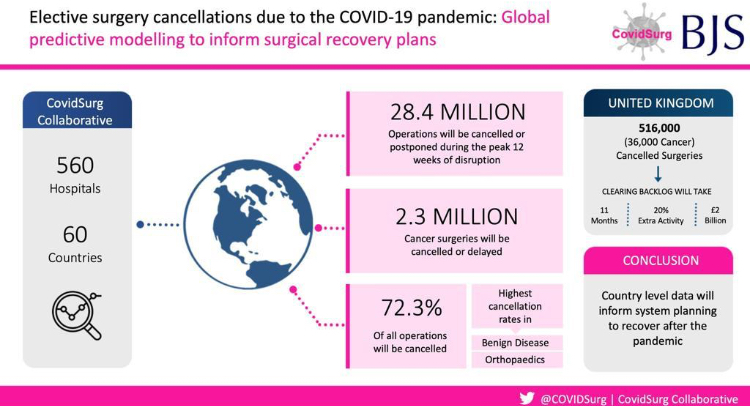 Elective surgery cancellations due to the COVID-19 pandemic: Global
predictive modelling to inform surgical recovery plans
CovidSurg
BJS
CovidSurg
Collaborative
560
Hospitals
60
Countries
28.4 MILLION
Operations will be cancelled or
postponed during the peak 12
weeks of disruption
2.3 MILLION
Cancer surgeries will be
cancelled or delayed
72.3%
Of all operations
will be cancelled
Highest
cancellation
rates in
Benign Disease
Orthopaedics
UNITED KINGDOM
516,000
(36,000 Cancer)
Cancelled Surgeries
CLEARING BACKLOG WILL TAKE
11
Months
20%
Extra Activity
£2
Billion
CONCLUSION
Country level data will
inform system planning
to recover after the
pandemic
@COVIDSurg | CovidSurg Collaborative